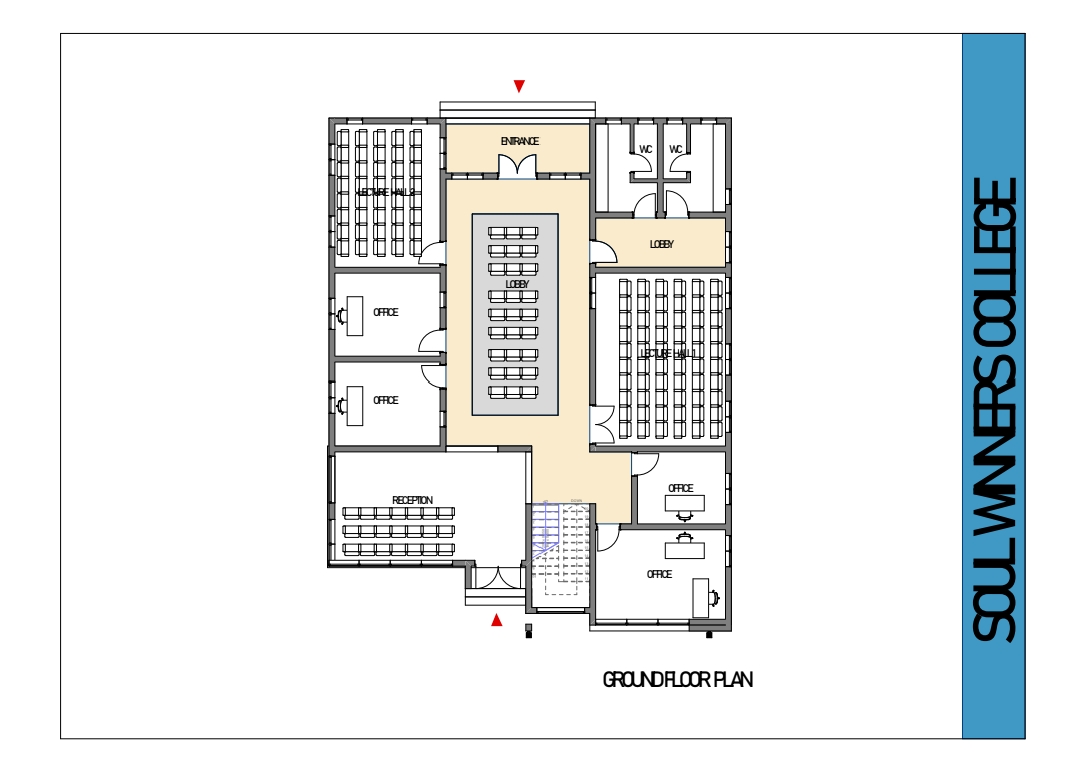 ENTRANCE
WC
WC
LECTURE HALL 2
LOBBY
LOBBY
OFFICE
LECTURE HALL 1
OFFICE
OFFICE
RECEPTION
OFFICE
GROUND FLOOR PLAN
SOUL WINNERS COLLEGE